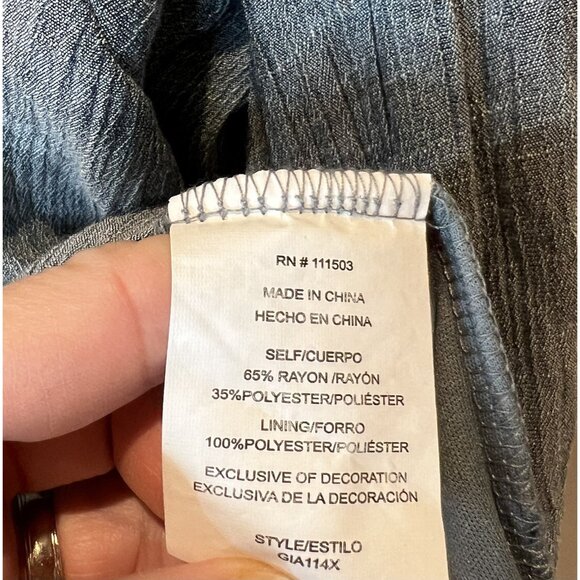 RN # 111503
MADE IN CHINA
HECHO EN CHINA
SELF/CUERPO
65% RAYON /RAYÓN
35%POLYESTER/POLIÉSTER
LINING/FORRO
100%POLYESTER/POLIÉSTER
EXCLUSIVE OF DECORATION
EXCLUSIVA DE LA DECORACIÓN
STYLE/ESTILO
GIA114X